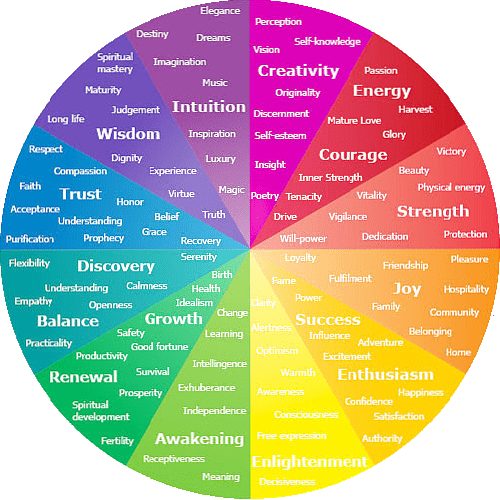 Perception
Self-knowledge
Vision
Creativity
Originality
Discernment
Self-esteem
Insight
Poetry
Passion
Energy
Harvest
Mature Love
Glory
Courage
Inner Strength
Tenacity
Drive
Victory
Beauty
Physical energy
Vitality
Strength
Vigilance
Protection
Dedication
Will-power
Loyalty
Pleasure
Friendship
Fulfilment
Joy
Hospitality
Family
Community
Belonging
Home
Fame
Power
Success
Influence
Adventure
Excitement
Enthusiasm
Happiness
Confidence
Satisfaction
Authority
Clarity
Alertness
Optimism
Warmth
Awareness
Consciousness
Free expression
Enlightenment
Decisiveness
Change
Learning
Intellingence
Exhuberance
Independence
Awakening
Receptiveness
Meaning
Birth
Health
Idealism
Growth
Safety
Good fortune
Productivity
Survival
Renewal
Prosperity
Spiritual
development
Fertility
Serenity
Flexibility
Discovery
Calmness
Understanding
Openness
Empathy
Balance
Practicality
Respect
Compassion
Faith
Trust
Honor
Acceptance
Understanding
Belief
Grace
Purification
Prophecy
Recovery
Spiritual
mastery
Maturity
Judgement
Long life
Wisdom
Dignity
Experience
Virtue
Truth
Elegance
Destiny
Dreams
Imagination
Music
Intuition
Inspiration
Luxury
Magic